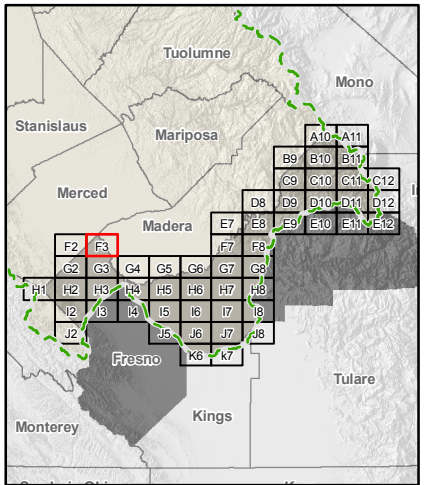 Tuolumne
Mono
Stanislaus
Mariposa
A10 A11
B9 B10 B11
Merced
C9 C10 C11 C12
D8 D9 D10 D11 D12
Madera
E7 E8 E9 E10 E11 E12
F2 F3 F7 F8
G2 G3 G4 G5 G6 G7 G8
H1 H2 H3 H4 H5 H6 H7 H8
I2 I3 I4 I5 I6 I7 I8
J2 J5 J6 J7 J8
Fresno K6 k7
Tulare
Kings
Monterey